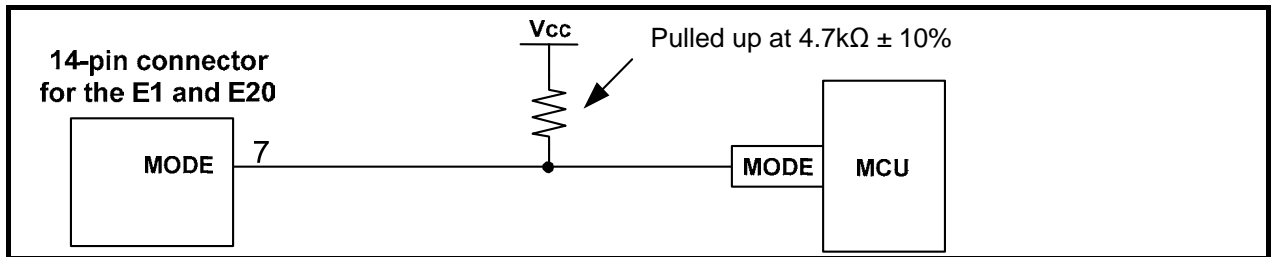 Vcc
Pulled up at 4.7kΩ ± 10%
14-pin connector
for the E1 and E20
MODE
7
MODE
MCU